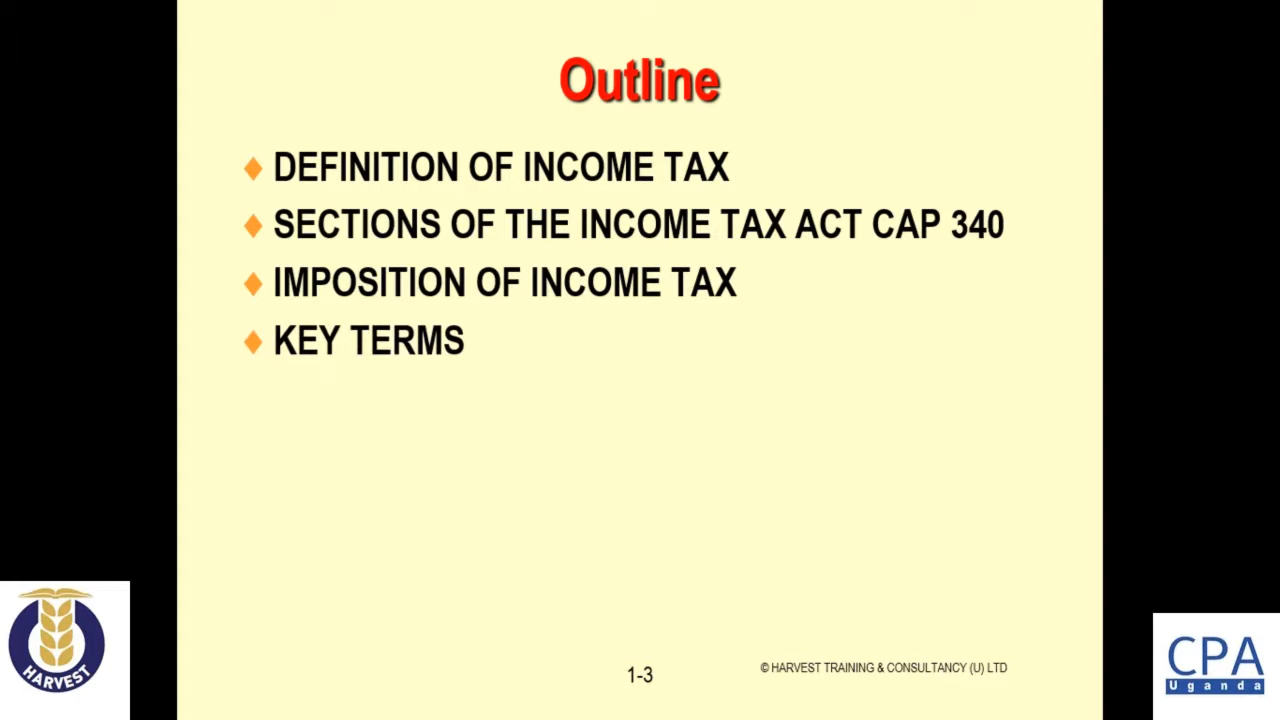 Outline
DEFINITION OF INCOME TAX
SECTIONS OF THE INCOME TAX ACT CAP 340
IMPOSITION OF INCOME TAX
KEY TERMS
HARVEST
1-3
© HARVEST TRAINING & CONSULTANCY (U) LTD
CPA
Uganda